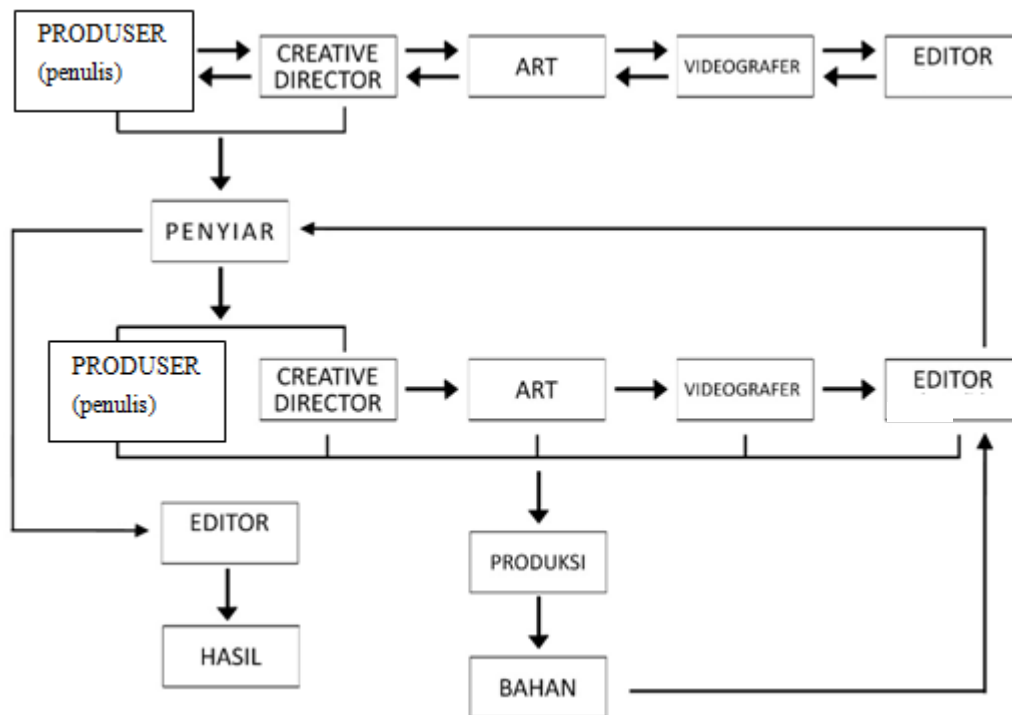 PRODUSER
(penulis)
CREATIVE
DIRECTOR
ART
VIDEOGRAFER
EDITOR
PENYIAR
PRODUSER
(penulis)
CREATIVE
DIRECTOR
ART
VIDEOGRAFER
EDITOR
EDITOR
PRODUKSI
HASIL
BAHAN